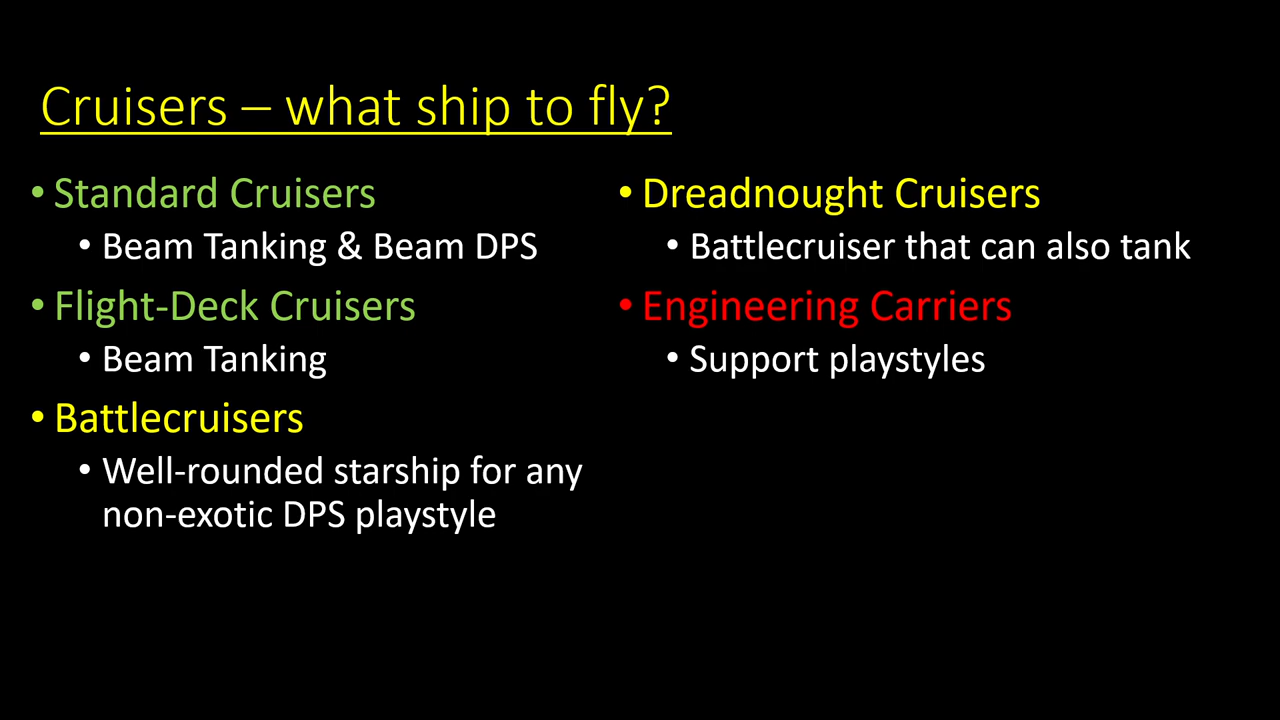 Cruisers – what ship to fly?
• Standard Cruisers
• Beam Tanking & Beam DPS
• Flight-Deck Cruisers
• Beam Tanking
• Battlecruisers
• Well-rounded starship for any
non-exotic DPS playstyle
• Dreadnought Cruisers
• Battlecruiser that can also tank
• Engineering Carriers
• Support playstyles